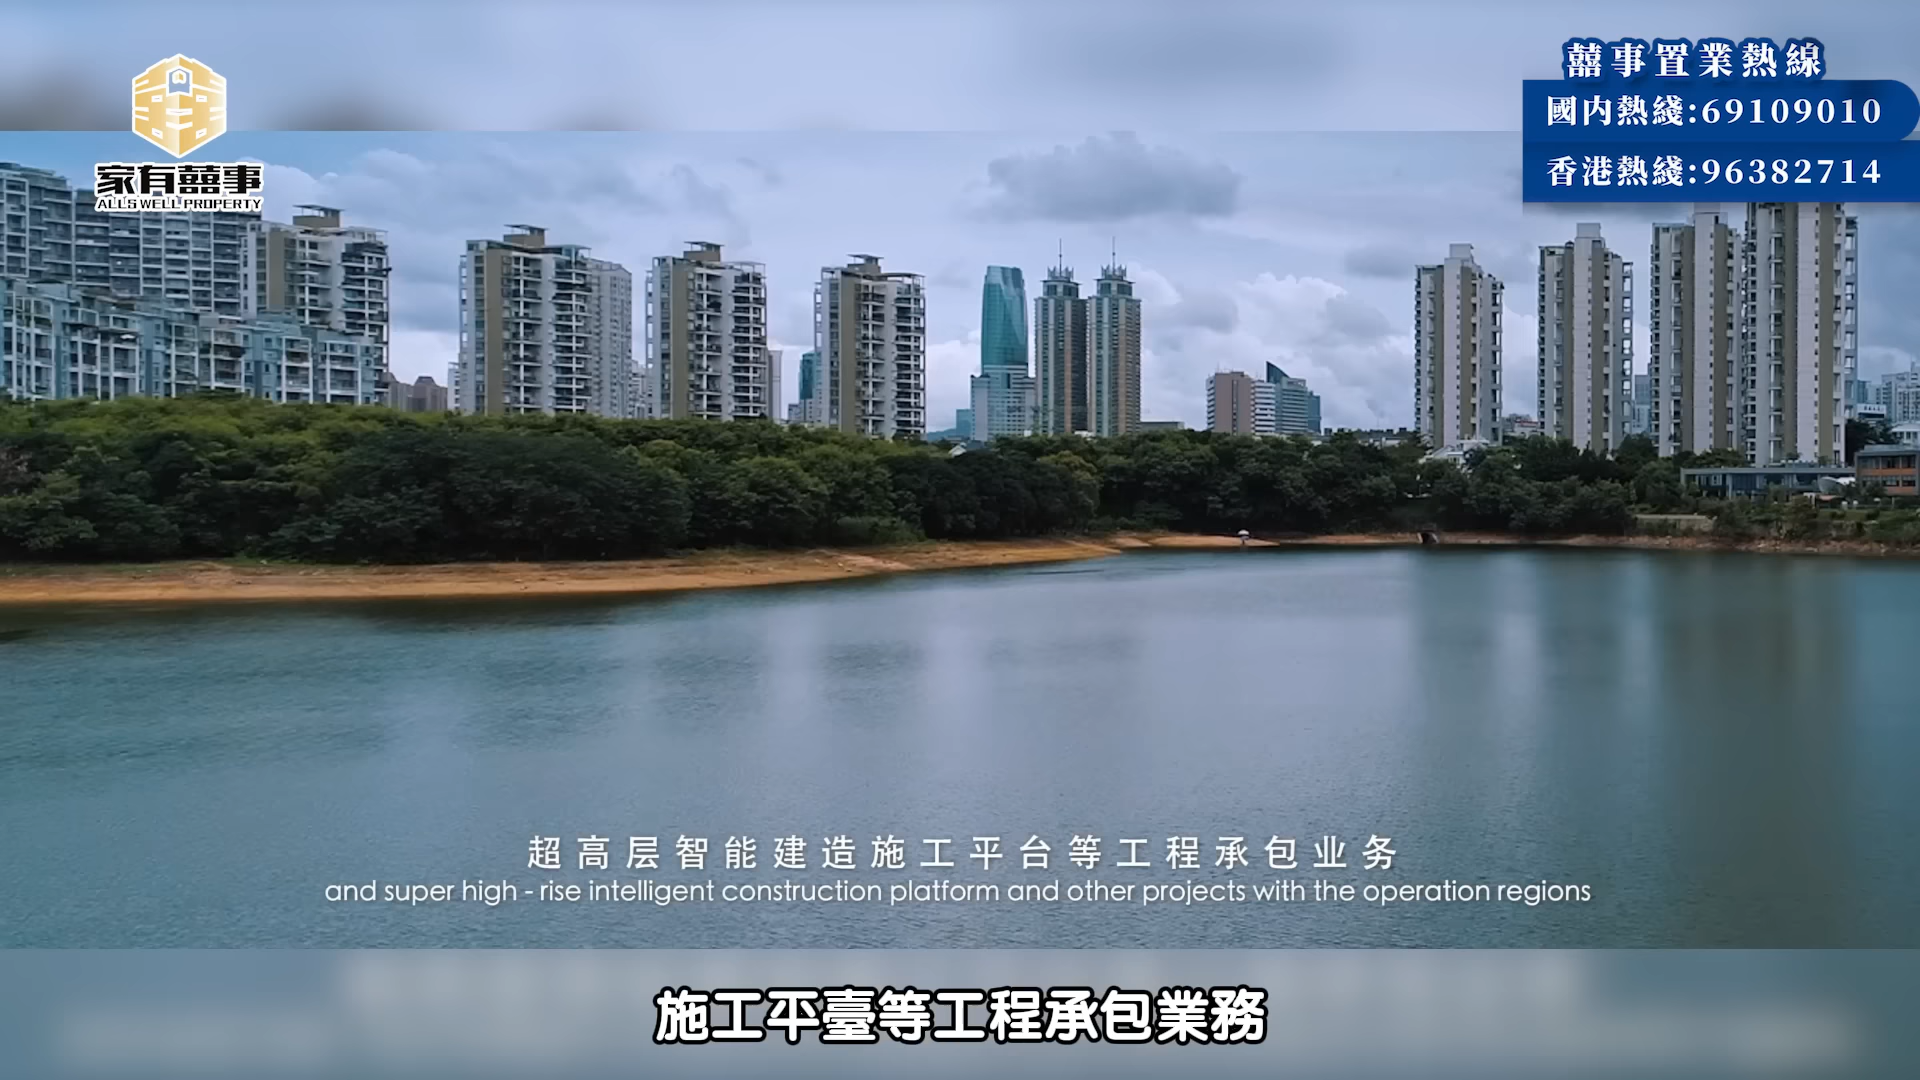 家有囍事
ALLS WELL PROPERTY
囍事置業熱線
國内熱綫:69109010
香港熱綫:96382714
超高层智能建造施工平台等工程承包业务
and super high - rise intelligent construction platform and other projects with the operation regions
施工平臺等工程承包業務